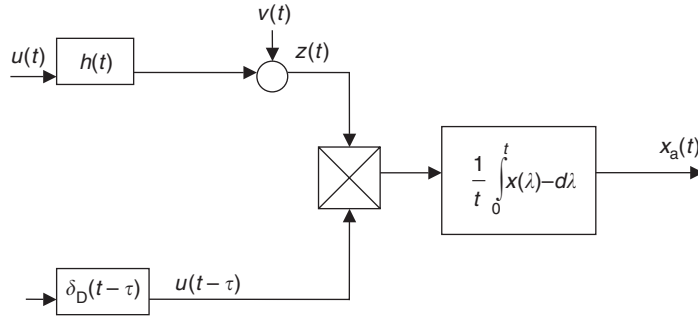 v(t)
u(t)
h(t)
z(t)
x_a(t)
1/t ∫_0^t x(λ)–dλ
δ_D(t – τ)
u(t – τ)